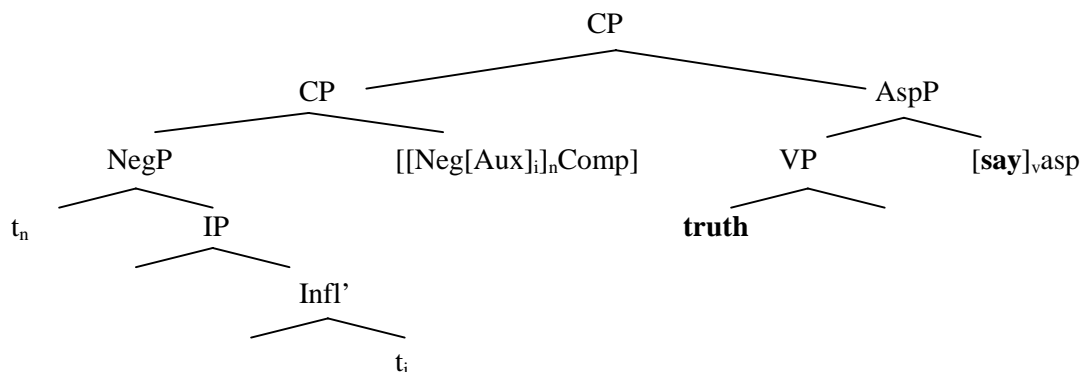 CP
CP AspP
NegP [[Neg[Aux]ᵢ]ₙComp] VP [say]ᵥasp
tₙ IP truth
Infl’
tᵢ